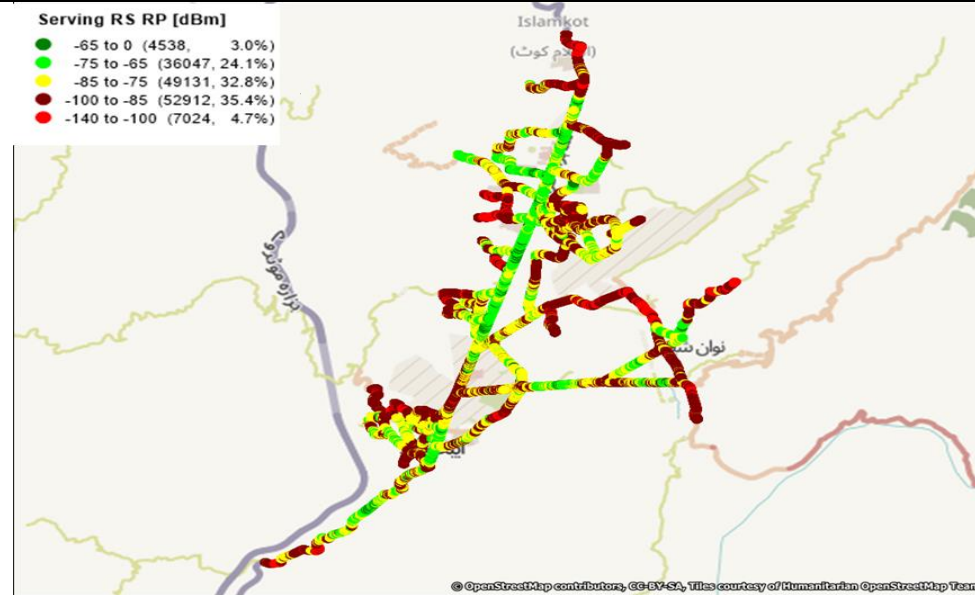 Serving RS RP [dBm]
-65 to 0 (4538, 3.0%)
-75 to -65 (36047, 24.1%)
-85 to -75 (49131, 32.8%)
-100 to -85 (52912, 35.4%)
-140 to -100 (7024, 4.7%)
Islamkot
نوان
© OpenStreetMap contributors, CC-BY-SA, Tiles courtesy of Humanitarian OpenStreetMap Team